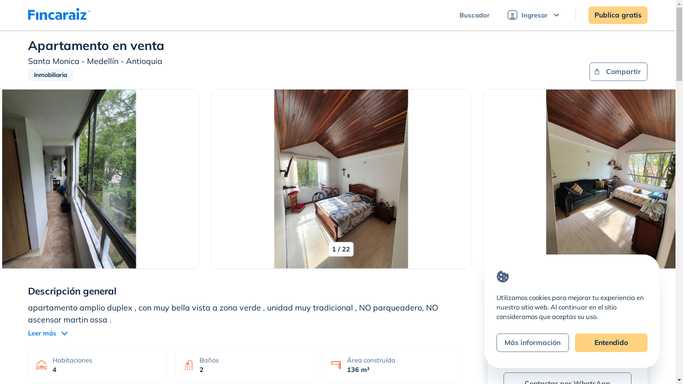 Fincaraiz
Buscador
Ingresar
Publica gratis
Apartamento en venta
Santa Monica - Medellín - Antioquia
Inmobiliaria
Compartir
1 / 22
Descripción general
apartamento amplio duplex , con muy bella vista a zona verde , unidad muy tradicional , NO parqueadero, NO
ascensor martin ossa .
Leer más
Habitaciones
4
Baños
2
Área construída
136 m²
Utilizamos cookies para mejorar tu experiencia en
nuestro sitio web. Al continuar en el sitio
consideramos que aceptas su uso.
Más información
Entendido
Contactar por WhatsApp